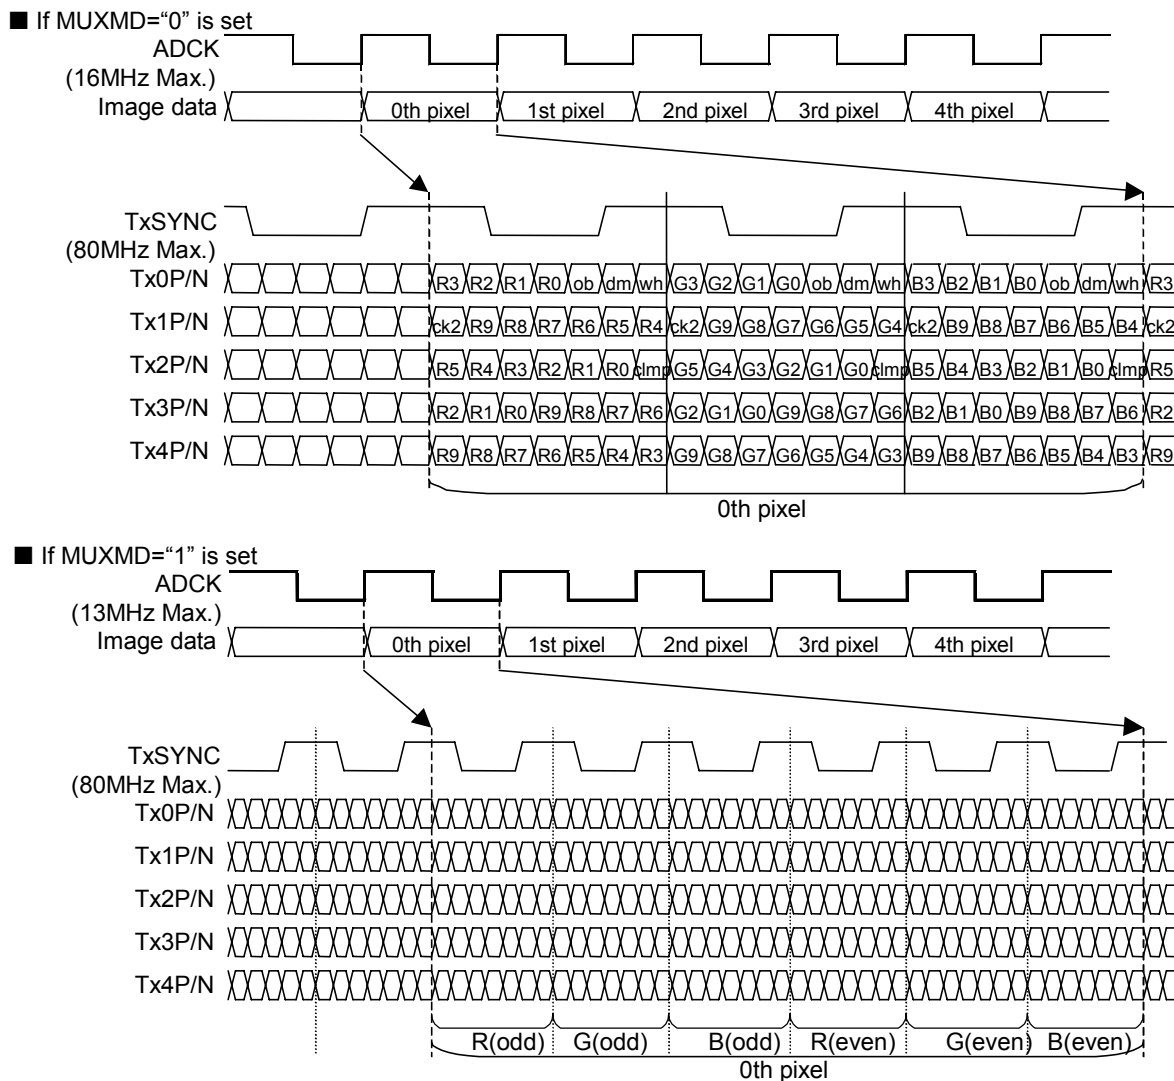 ■ If MUXMD=“0” is set
ADCK
(16MHz Max.)
Image data 0th pixel 1st pixel 2nd pixel 3rd pixel 4th pixel
TxSYNC
(80MHz Max.)
Tx0P/N R3 R2 R1 R0 ob dm wh G3 G2 G1 G0 ob dm wh B3 B2 B1 B0 ob dm wh R3
Tx1P/N ck2 R9 R8 R7 R6 R5 R4 ck2 G9 G8 G7 G6 G5 G4 ck2 B9 B8 B7 B6 B5 B4 ck2
Tx2P/N R5 R4 R3 R2 R1 R0 clmp G5 G4 G3 G2 G1 G0 clmp B5 B4 B3 B2 B1 B0 clmp R5
Tx3P/N R2 R1 R0 R9 R8 R7 R6 G2 G1 G0 G9 G8 G7 G6 B2 B1 B0 B9 B8 B7 B6 R2
Tx4P/N R9 R8 R7 R6 R5 R4 R3 G9 G8 G7 G6 G5 G4 G3 B9 B8 B7 B6 B5 B4 B3 R9
0th pixel
■ If MUXMD=“1” is set
ADCK
(13MHz Max.)
Image data 0th pixel 1st pixel 2nd pixel 3rd pixel 4th pixel
TxSYNC
(80MHz Max.)
Tx0P/N
Tx1P/N
Tx2P/N
Tx3P/N
Tx4P/N
R(odd) G(odd) B(odd) R(even) G(even) B(even)
0th pixel